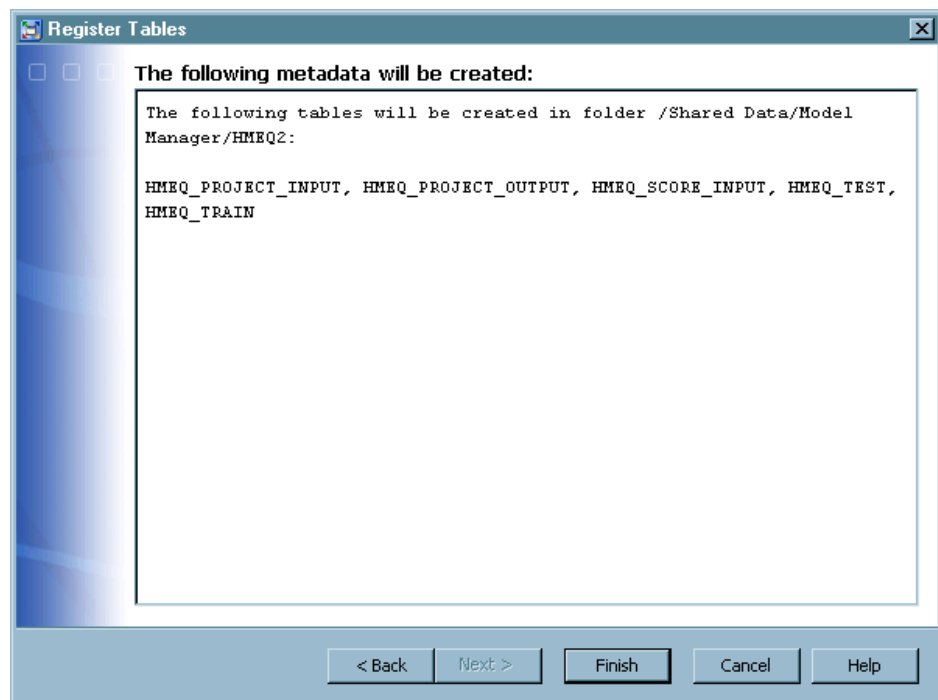 Register Tables
The following metadata will be created:
The following tables will be created in folder /Shared Data/Model
Manager/HMEQ2:
HMEQ_PROJECT_INPUT, HMEQ_PROJECT_OUTPUT, HMEQ_SCORE_INPUT, HMEQ_TEST,
HMEQ_TRAIN
< Back Next > Finish Cancel Help